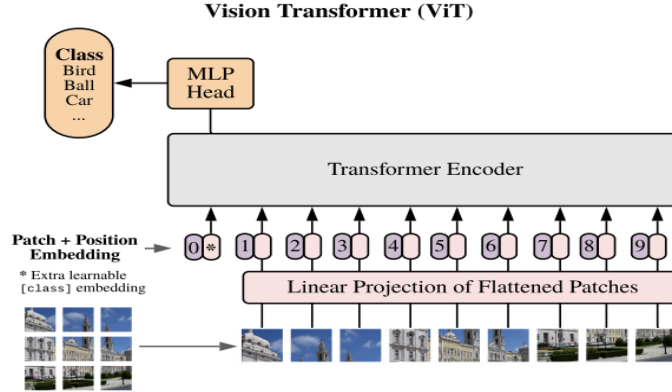 Vision Transformer (ViT)
Class
Bird
Ball
Car
...
MLP
Head
Transformer Encoder
Patch + Position
Embedding
0 * 1 2 3 4 5 6 7 8 9
* Extra learnable
[class] embedding
Linear Projection of Flattened Patches